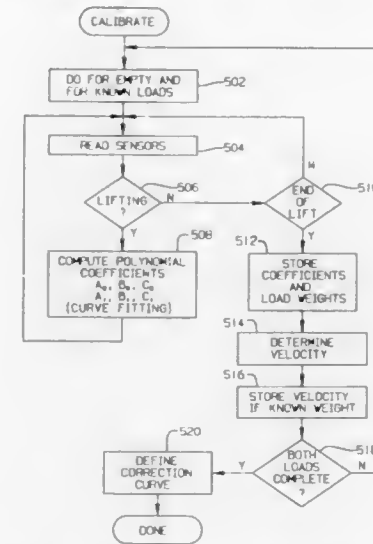 CALIBRATE
DO FOR EMPTY AND
FOR KNOWN LOADS
502
READ SENSORS
504
LIFTING
?
506
N
Y
END
OF
LIFT
N
Y
COMPUTE POLYNOMIAL
COEFFICIENTS
(CURVE FITTING)
508
512
STORE
COEFFICIENTS
AND
LOAD WEIGHTS
514
DETERMINE
VELOCITY
516
STORE VELOCITY
IF KNOWN WEIGHT
BOTH
LOADS
COMPLETE
?
518
Y
N
520
DEFINE
CORRECTION
CURVE
DONE